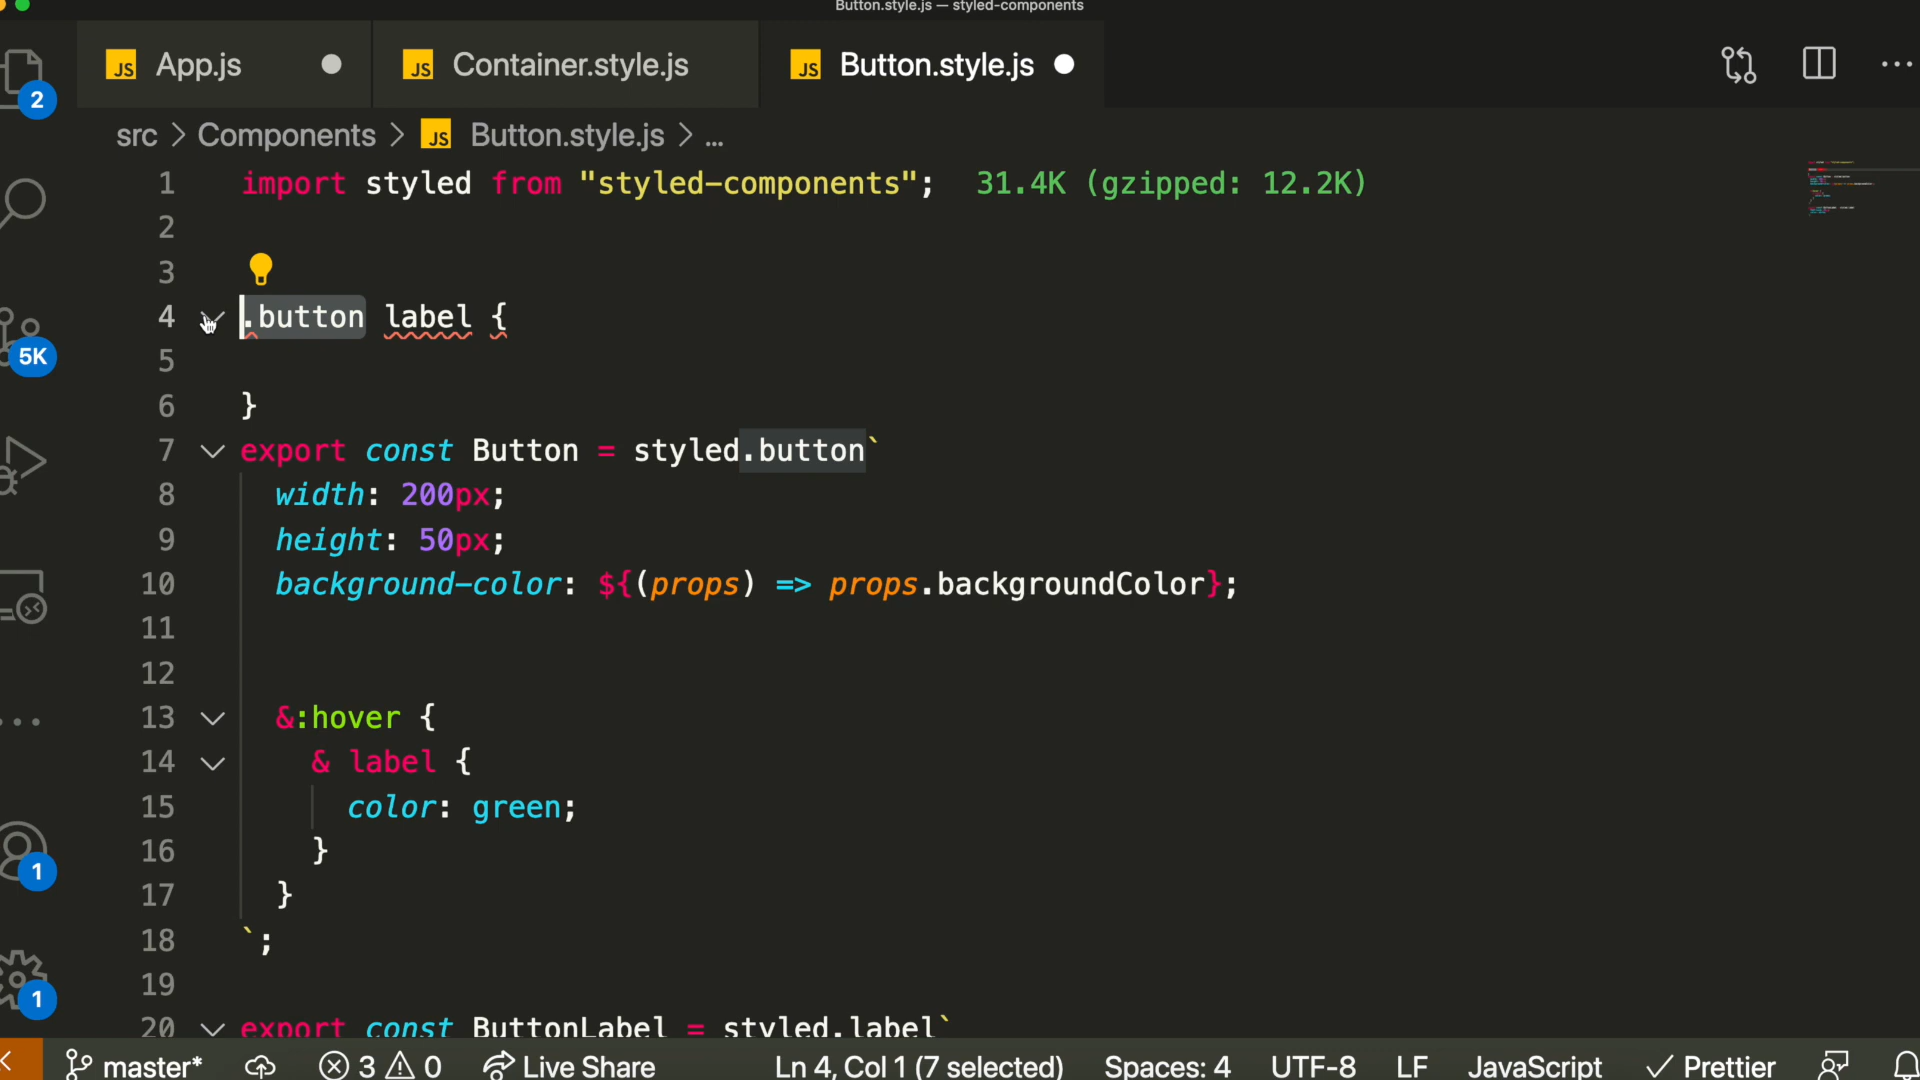 Button.style.js — styled-components
JS App.js
JS Container.style.js
JS Button.style.js
2
src > Components > JS Button.style.js > ...
1 import styled from "styled-components"; 31.4K (gzipped: 12.2K)
2
3
4 .button label {
5K
5
6 }
7 export const Button = styled.button`
8 width: 200px;
9 height: 50px;
10 background-color: ${(props) => props.backgroundColor};
11
12
13 &:hover {
14 & label {
15 color: green;
16 }
1
17 }
18 `;
19
1
20 export const ButtonLabel = styled.label`
master* 3 0 Live Share Ln 4, Col 1 (7 selected) Spaces: 4 UTF-8 LF JavaScript Prettier